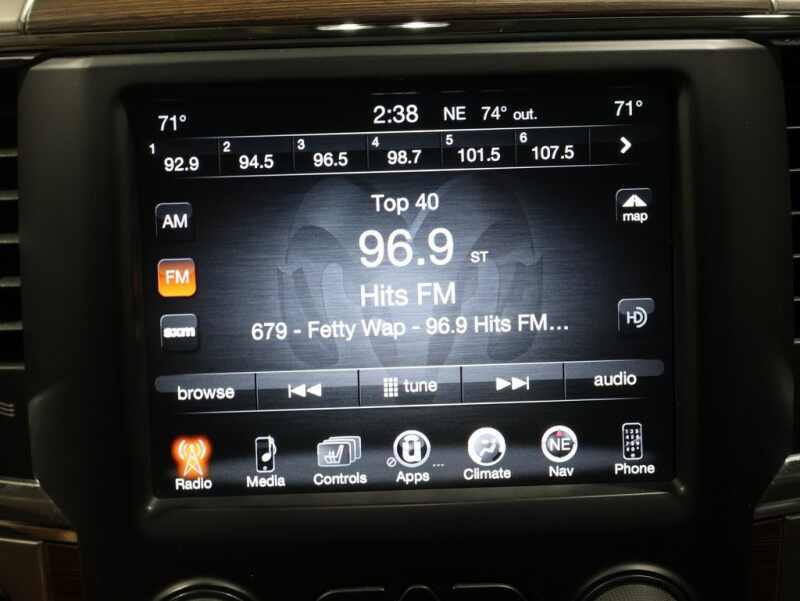 71° 2:38 NE 74° out. 71°
1 92.9 2 94.5 3 96.5 4 98.7 5 101.5 6 107.5
Top 40
AM
map
96.9 ST
FM
Hits FM
sxm
HD
679 - Fetty Wap - 96.9 Hits FM...
browse tune audio
NE
Radio Media Controls Apps ... Climate Nav Phone